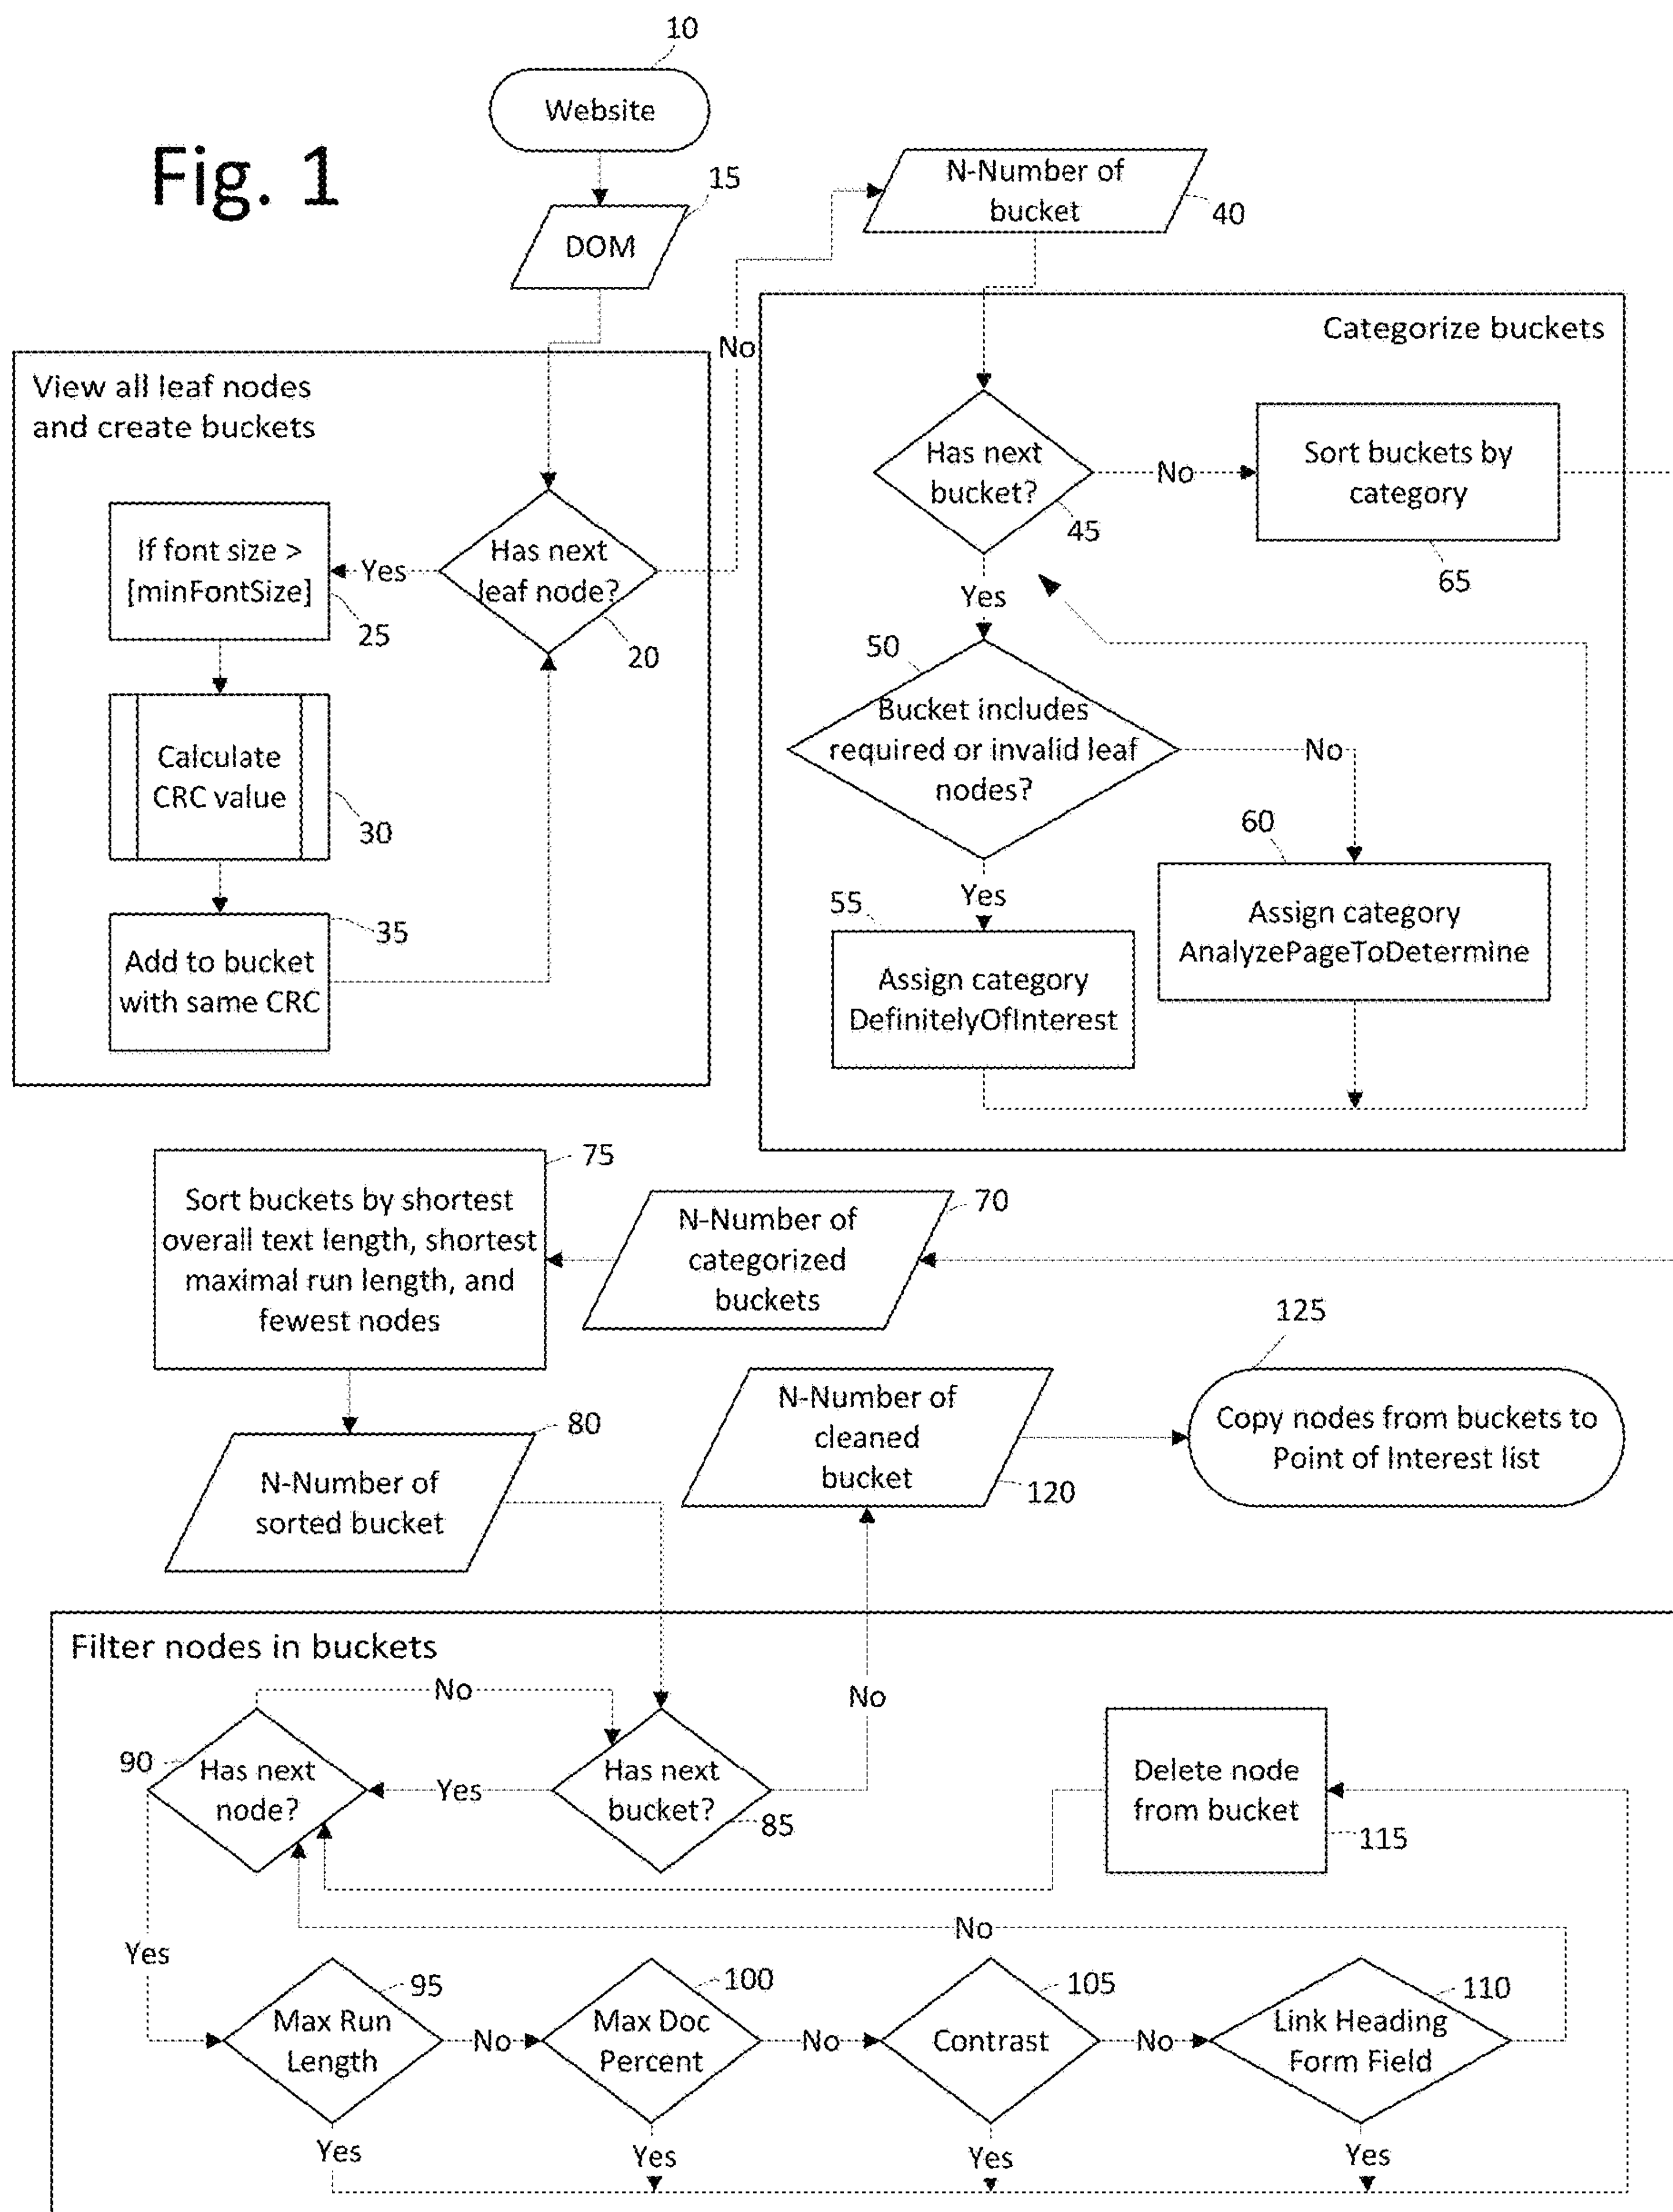 10
Website
Fig. 1
15
DOM
N-Number of
bucket
40
No
View all leaf nodes
and create buckets
If font size >
[minFontSize]
25
Yes
Has next
leaf node?
20
Calculate
CRC value
30
35
Add to bucket
with same CRC
Categorize buckets
Has next
bucket?
45
No
Sort buckets by
category
65
Yes
50
Bucket includes
required or invalid leaf
nodes?
No
60
Yes
55
Assign category
AnalyzePageToDetermine
Assign category
DefinitelyOfInterest
75
Sort buckets by shortest
overall text length, shortest
maximal run length, and
fewest nodes
70
N-Number of
categorized
buckets
125
80
N-Number of
sorted bucket
N-Number of
cleaned
bucket
120
Copy nodes from buckets to
Point of Interest list
Filter nodes in buckets
No
No
90
Has next
node?
Yes
Has next
bucket?
85
Delete node
from bucket
115
No
Yes
95
Max Run
Length
No
100
Max Doc
Percent
No
105
Contrast
No
110
Link Heading
Form Field
Yes
Yes
Yes
Yes